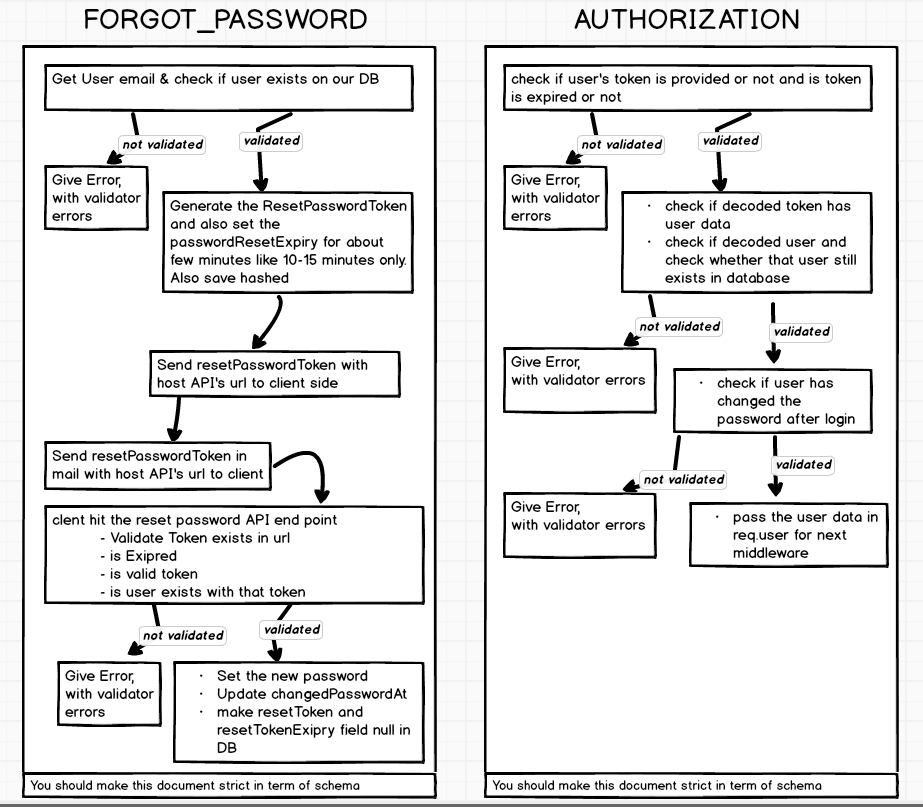 FORGOT_PASSWORD
Get User email & check if user exists on our DB
not validated
validated
Give Error,
with validator
errors
Generate the ResetPasswordToken
and also set the
passwordResetExpiry for about
few minutes like 10-15 minutes only.
Also save hashed
Send resetPasswordToken with
host API's url to client side
Send resetPasswordToken in
mail with host API's url to client
clent hit the reset password API end point
- Validate Token exists in url
- is Exipred
- is valid token
- is user exists with that token
not validated
validated
Give Error,
with validator
errors
· Set the new password
· Update changedPasswordAt
· make resetToken and
resetTokenExipry field null in
DB
You should make this document strict in term of schema
AUTHORIZATION
check if user's token is provided or not and is token
is expired or not
not validated
validated
Give Error,
with validator
errors
· check if decoded token has
user data
· check if decoded user and
check whether that user still
exists in database
not validated
validated
Give Error,
with validator errors
· check if user has
changed the
password after login
not validated
validated
Give Error,
with validator errors
· pass the user data in
req.user for next
middleware
You should make this document strict in term of schema